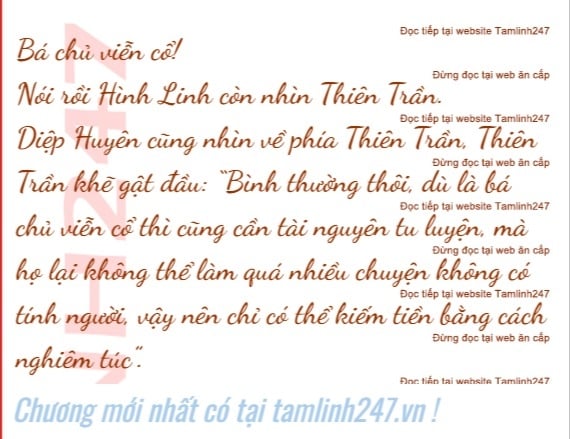 Đọc tiếp tại website Tamlinh247
Bá chủ viễn cổ!
Đừng đọc tại web ăn cắp
Nói rồi Hình Linh còn nhìn Thiên Trần.
Đọc tiếp tại website Tamlinh247
Diệp Huyên cũng nhìn về phía Thiên Trần, Thiên
Đừng đọc tại web ăn cắp
Trần khẽ gật đầu: “Bình thường thôi, dù là bá
Đọc tiếp tại website Tamlinh247
chủ viễn cổ thì cũng cần tài nguyên tu luyện, mà
Đừng đọc tại web ăn cắp
họ lại không thể làm quá nhiều chuyện không có
Đọc tiếp tại website Tamlinh247
tính người, vậy nên chỉ có thể kiếm tiền bằng cách
Đừng đọc tại web ăn cắp
nghiêm túc”.
Đọc tiếp tại website Tamlinh247
NH247
Chương mới nhất có tại tamlinh247.vn !